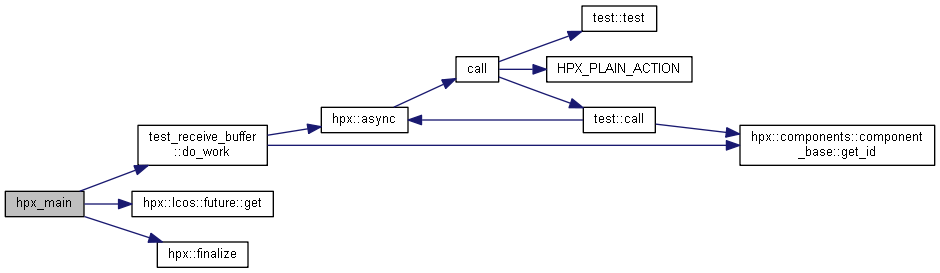 test::test
call
HPX_PLAIN_ACTION
hpx::async
test::call
test_receive_buffer
::do_work
hpx::components::component
_base::get_id
hpx_main
hpx::lcos::future::get
hpx::finalize